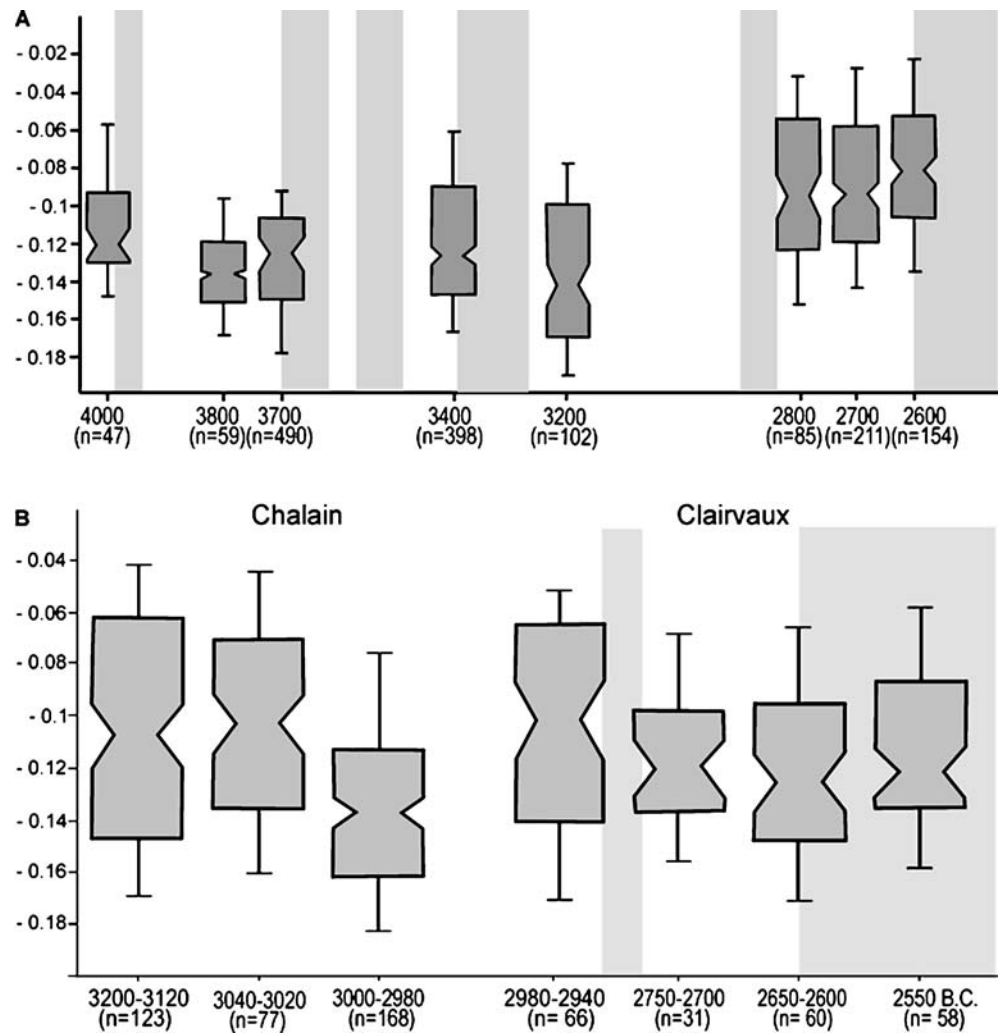 A
- 0.02
- 0.04
- 0.06
- 0.08
- 0.1
- 0.12
- 0.14
- 0.16
- 0.18
4000 3800 3700 3400 3200 2800 2700 2600
(n=47) (n=59) (n=490) (n=398) (n=102) (n=85) (n=211) (n=154)
B Chalain Clairvaux
- 0.04
- 0.06
- 0.08
- 0.1
- 0.12
- 0.14
- 0.16
- 0.18
3200-3120 3040-3020 3000-2980 2980-2940 2750-2700 2650-2600 2550 B.C.
(n=123) (n=77) (n=168) (n= 66) (n=31) (n= 60) (n= 58)